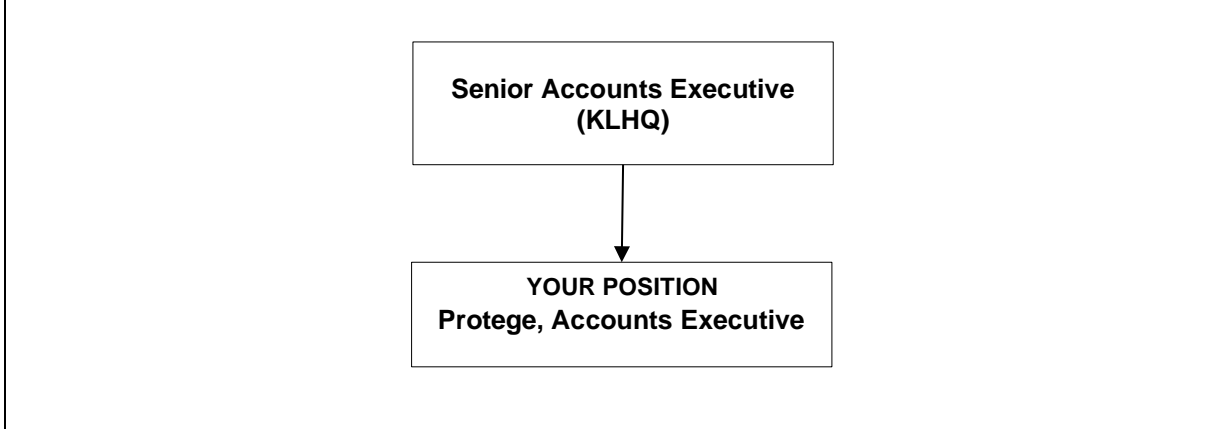 Senior Accounts Executive
(KLHQ)
YOUR POSITION
Protege, Accounts Executive